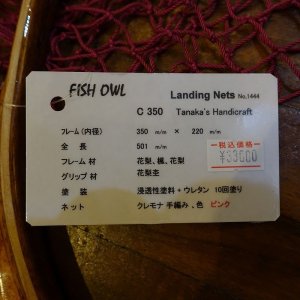 FISH OWL
Landing Nets No.1444
C 350 Tanaka's Handicraft
フレーム(内径) 350 m/m × 220 m/m
全長 501 m/m
フレーム材 花梨、楓、花梨
グリップ材 花梨杢
塗装 浸透性塗料+ウレタン 10回塗り
ネット クレモナ 手編み、色 ピンク
税込価格
¥33000